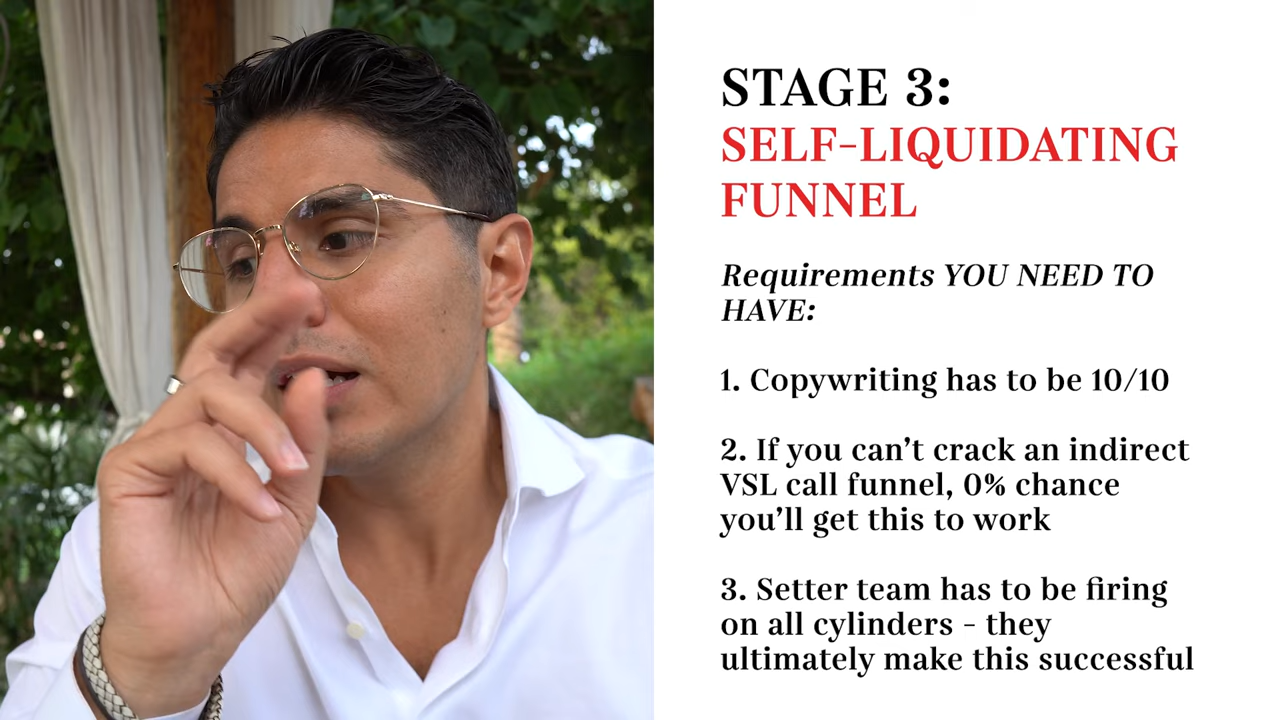 STAGE 3:
SELF-LIQUIDATING
FUNNEL
Requirements YOU NEED TO
HAVE:
1. Copywriting has to be 10/10
2. If you can’t crack an indirect
VSL call funnel, 0% chance
you’ll get this to work
3. Setter team has to be firing
on all cylinders - they
ultimately make this successful